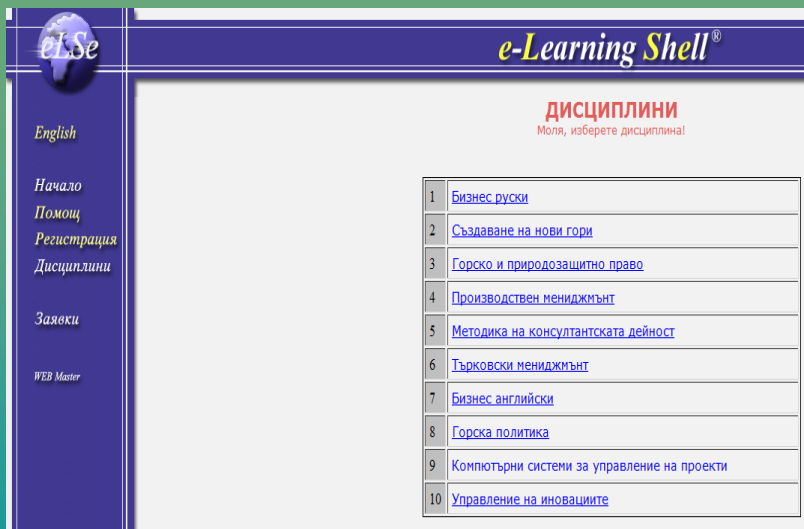 eLSe
e-Learning Shell®
English
Начало
Помощ
Регистрация
Дисциплини
Заявки
WEB Master
ДИСЦИПЛИНИ
Моля, изберете дисциплина!
1 Бизнес руски
2 Създаване на нови гори
3 Горско и природозащитно право
4 Производствен мениджмънт
5 Методика на консултантската дейност
6 Търковски мениджмънт
7 Бизнес английски
8 Горска политика
9 Компютърни системи за управление на проекти
10 Управление на иновациите